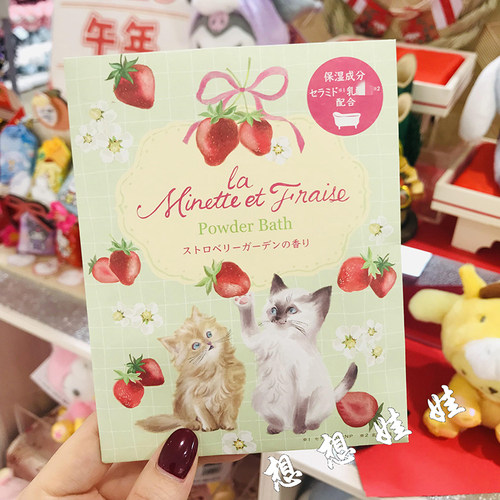 午年
保湿成分
セラミド
配合
la
Minette et Fraise
Powder Bath
ストロベリーガーデンの香り
想想娃娃